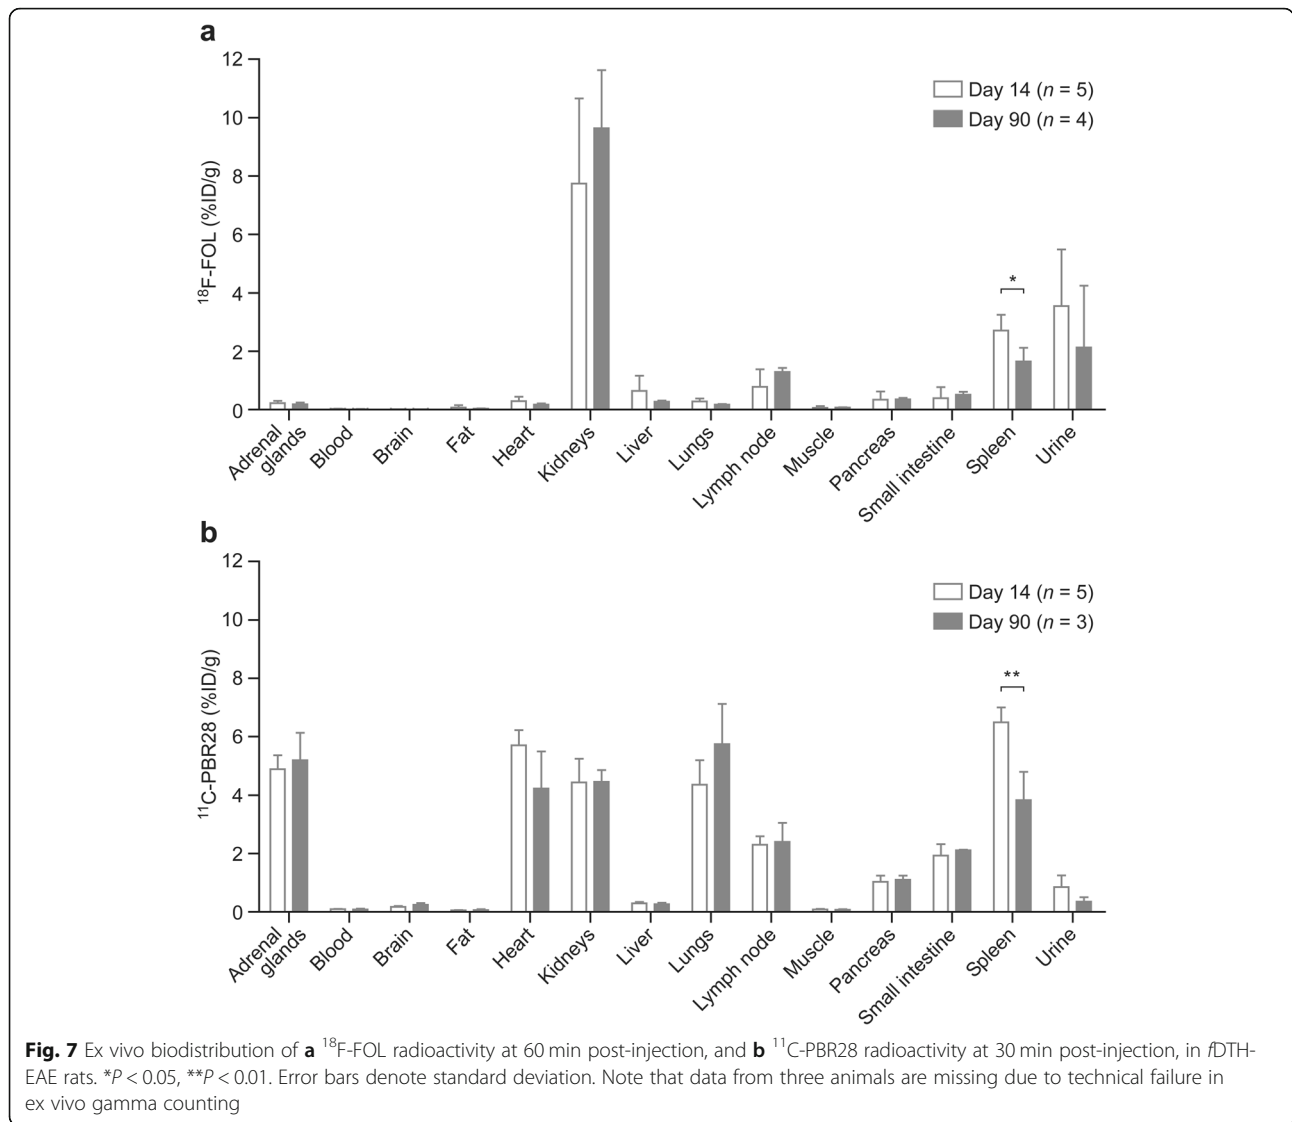 a
12
10
8
6
4
2
0
18F-FOL (%ID/g)
Day 14 (n = 5)
Day 90 (n = 4)
*
Adrenal glands
Blood
Brain
Fat
Heart
Kidneys
Liver
Lungs
Lymph node
Muscle
Pancreas
Small intestine
Spleen
Urine
b
12
10
8
6
4
2
0
11C-PBR28 (%ID/g)
Day 14 (n = 5)
Day 90 (n = 3)
**
Adrenal glands
Blood
Brain
Fat
Heart
Kidneys
Liver
Lungs
Lymph node
Muscle
Pancreas
Small intestine
Spleen
Urine
Fig. 7 Ex vivo biodistribution of a 18F-FOL radioactivity at 60 min post-injection, and b 11C-PBR28 radioactivity at 30 min post-injection, in fDTH-
EAE rats. *P < 0.05, **P < 0.01. Error bars denote standard deviation. Note that data from three animals are missing due to technical failure in
ex vivo gamma counting